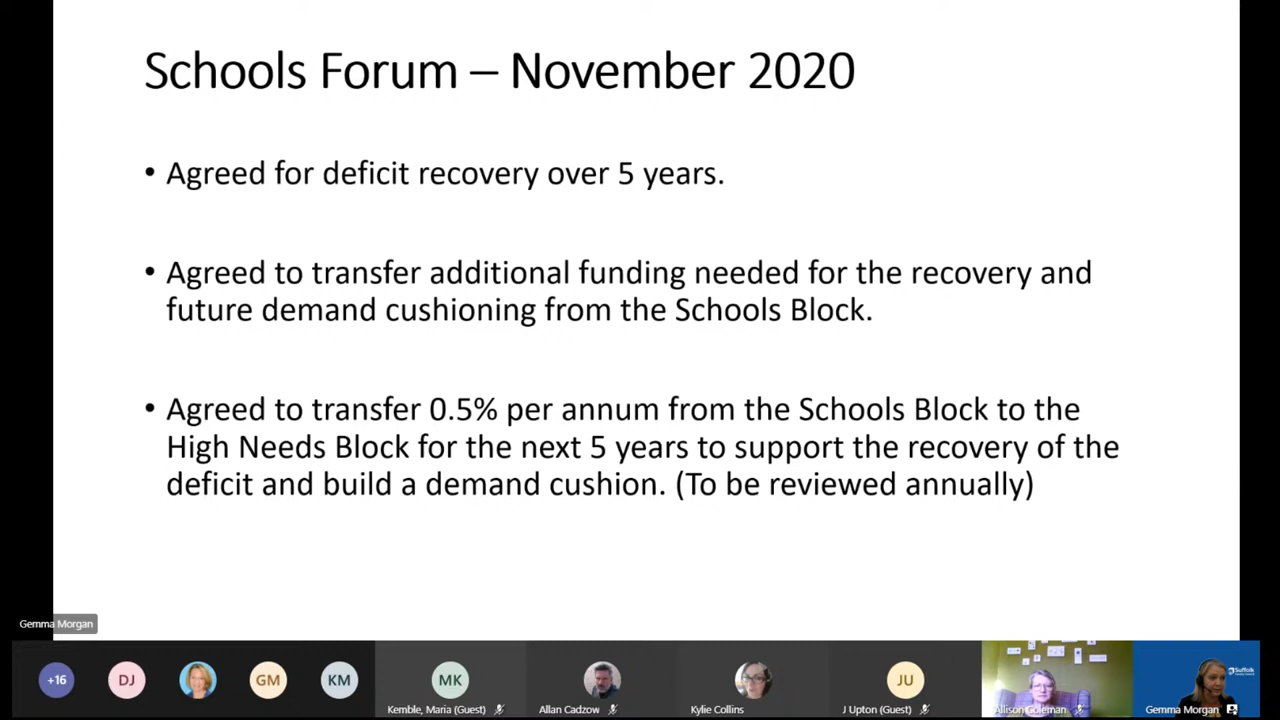 Schools Forum – November 2020
• Agreed for deficit recovery over 5 years.
• Agreed to transfer additional funding needed for the recovery and
future demand cushioning from the Schools Block.
• Agreed to transfer 0.5% per annum from the Schools Block to the
High Needs Block for the next 5 years to support the recovery of the
deficit and build a demand cushion. (To be reviewed annually)
Gemma Morgan
+16
DJ
GM
KM
MK
JU
Suffolk
Kemble, Maria (Guest)
Allan Cadzow
Kylie Collins
J Upton (Guest)
Allison Coleman
Gemma Morgan